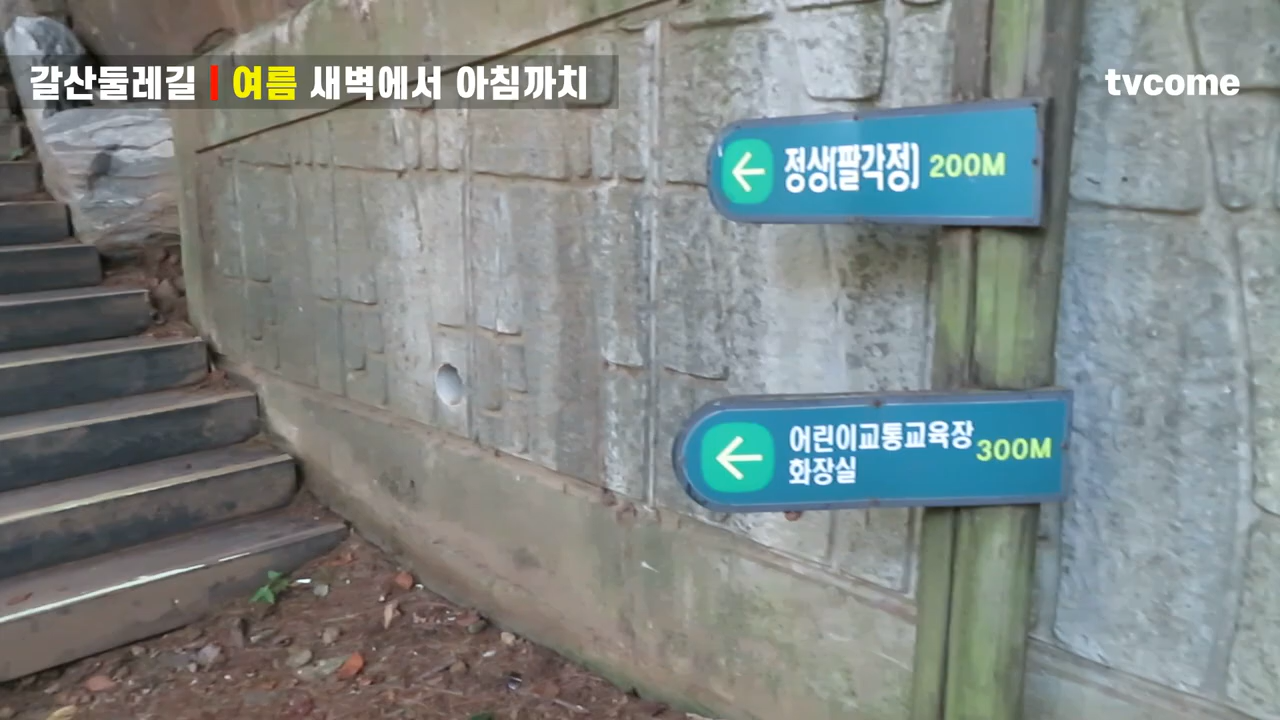 갈산둘레길 | 여름 새벽에서 아침까치
tvcome
정상(팔각정) 200M
어린이교통교육장
화장실
300M